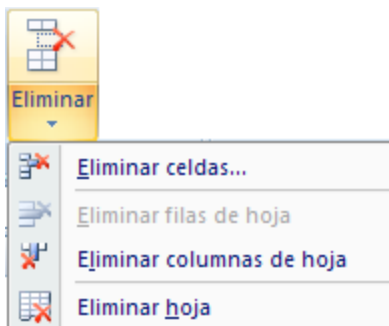 Eliminar
Eliminar celdas...
Eliminar filas de hoja
Eliminar columnas de hoja
Eliminar hoja